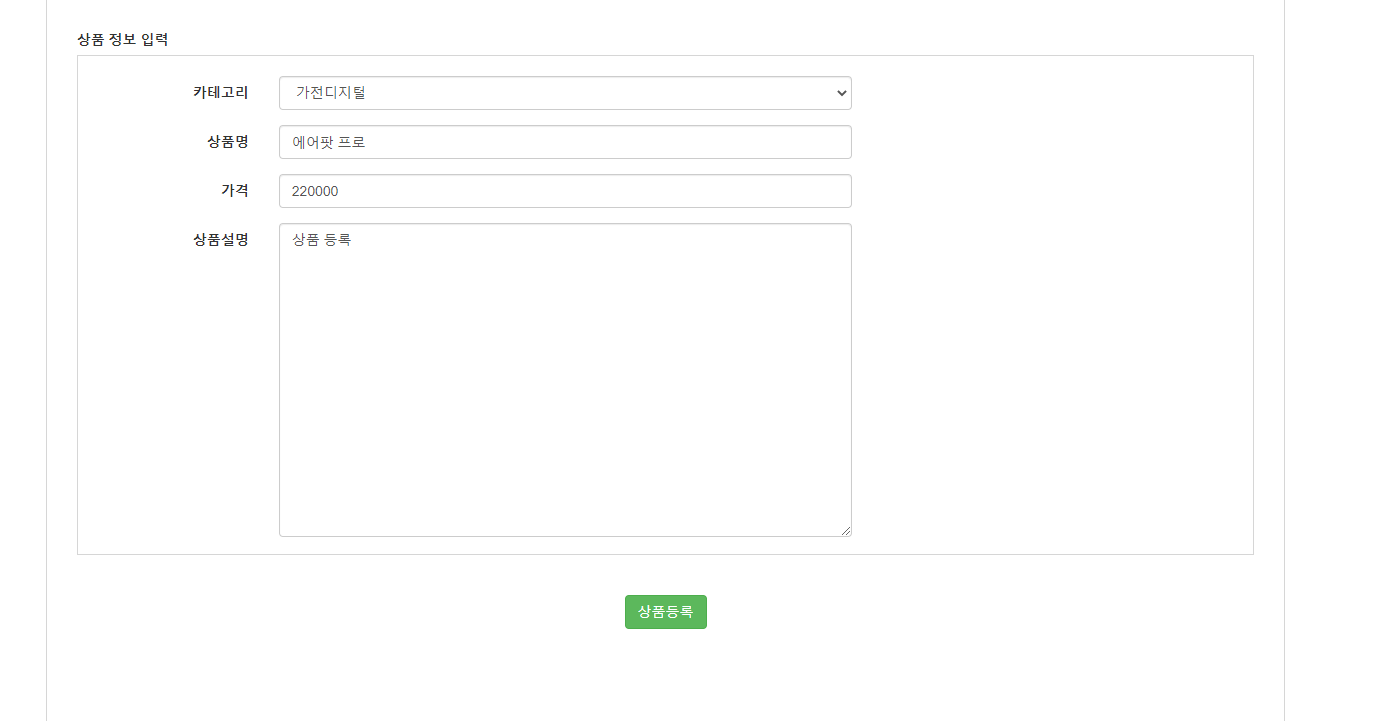 상품 정보 입력
카테고리 가전디지털
상품명 에어팟 프로
가격 220000
상품설명 상품 등록
상품등록